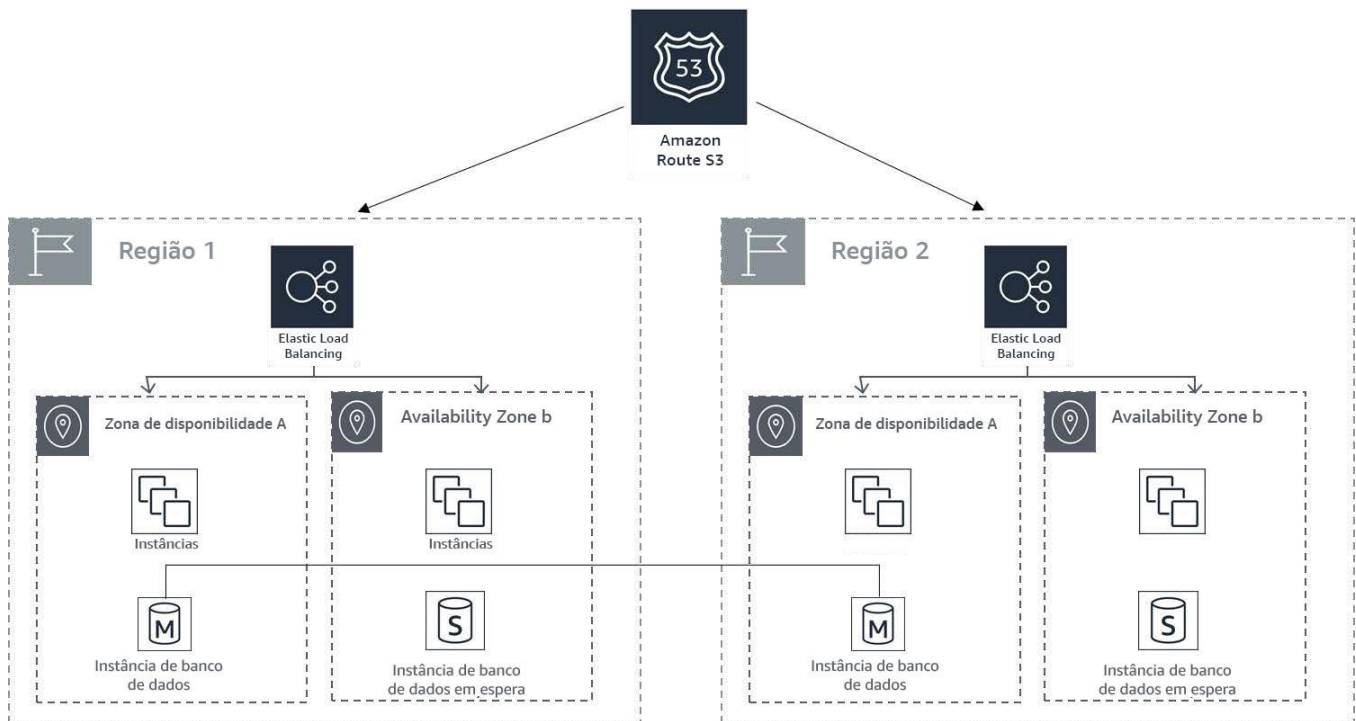 53
Amazon
Route S3
Região 1
Elastic Load
Balancing
Zona de disponibilidade A
Availability Zone b
Instâncias
Instâncias
M
S
Instância de banco
de dados
Instância de banco
de dados em espera
Região 2
Elastic Load
Balancing
Zona de disponibilidade A
Availability Zone b
M
S
Instância de banco
de dados
Instância de banco
de dados em espera